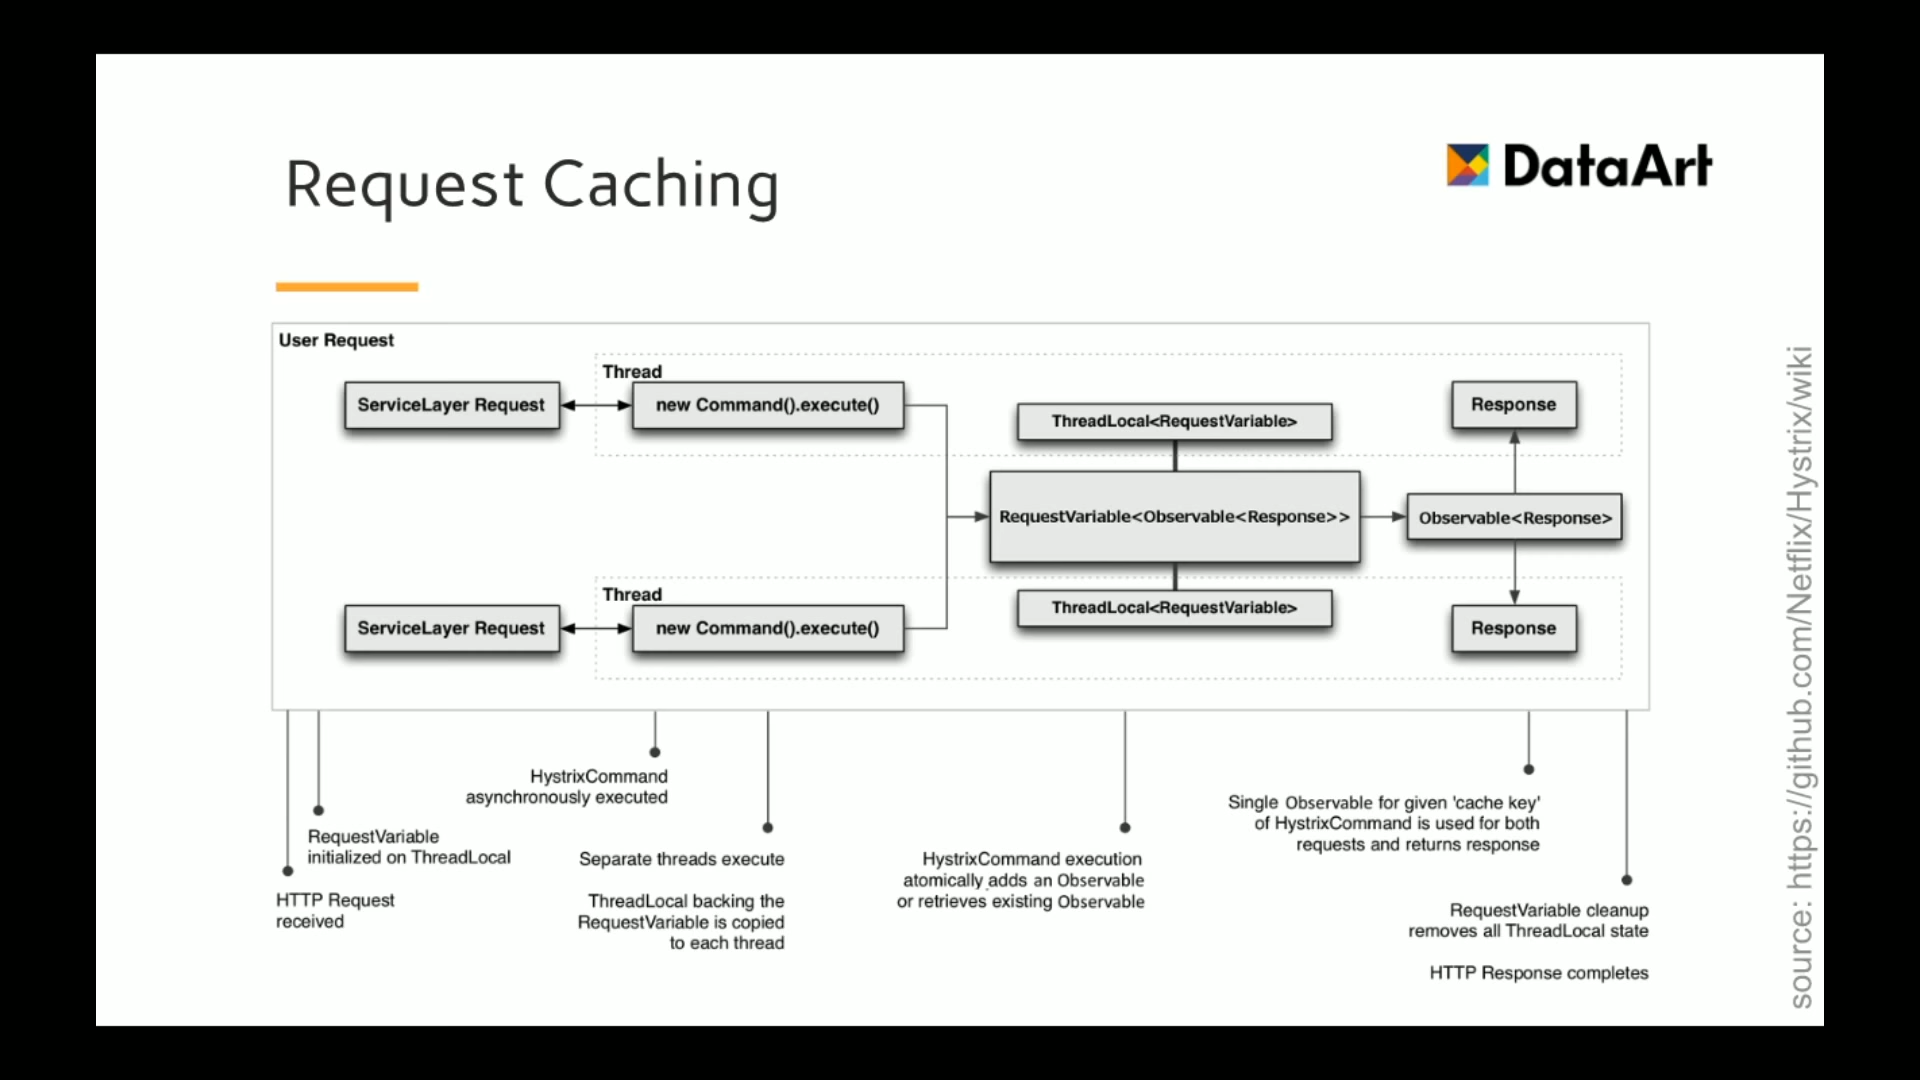 Request Caching
DataArt
User Request
Thread
ServiceLayer Request
new Command().execute()
ThreadLocal<RequestVariable>
Response
RequestVariable<Observable<Response>>
Observable<Response>
Thread
ServiceLayer Request
new Command().execute()
ThreadLocal<RequestVariable>
Response
HTTP Request
received
RequestVariable
initialized on ThreadLocal
HystrixCommand
asynchronously executed
Separate threads execute
ThreadLocal backing the
RequestVariable is copied
to each thread
HystrixCommand execution
atomically adds an Observable
or retrieves existing Observable
Single Observable for given 'cache key'
of HystrixCommand is used for both
requests and returns response
RequestVariable cleanup
removes all ThreadLocal state
HTTP Response completes
source: https://github.com/Netflix/Hystrix/wiki